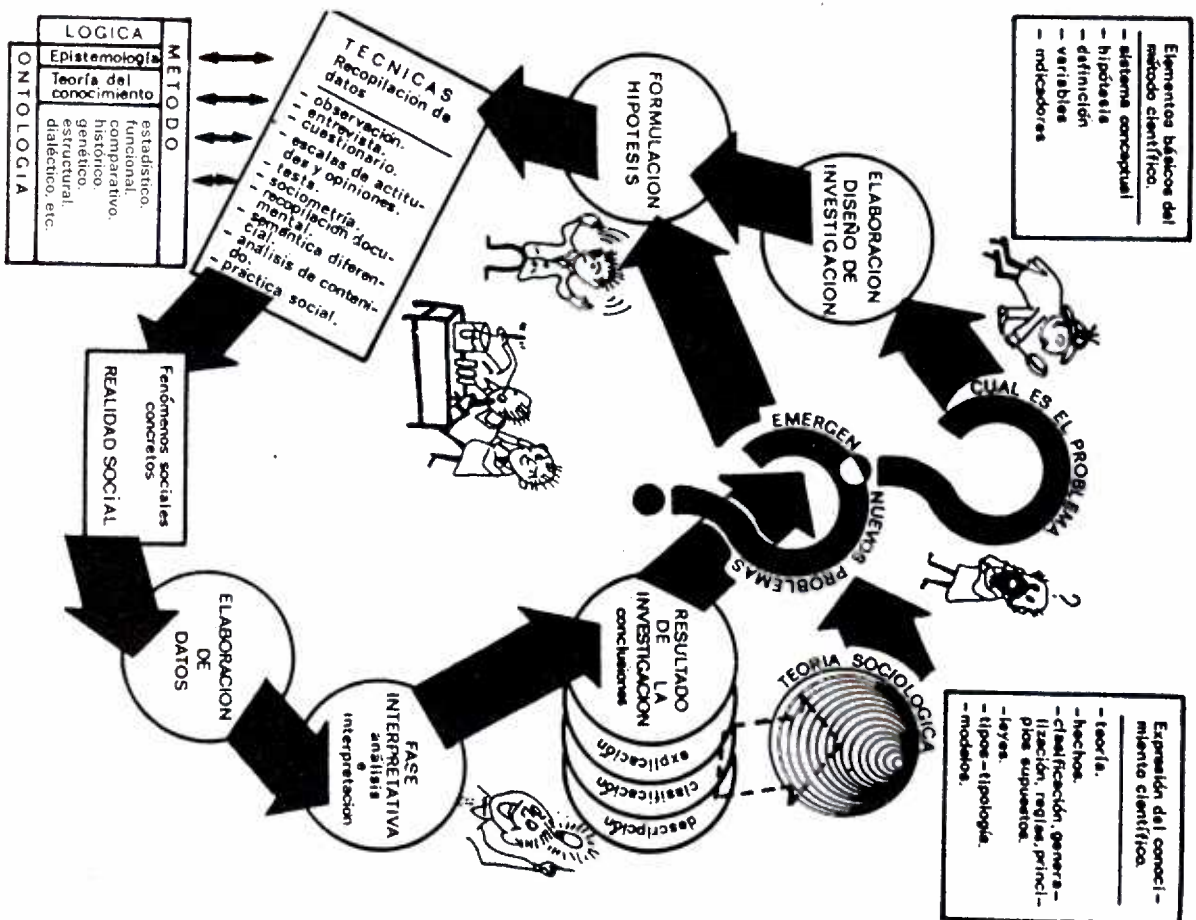 Elementos básicos del
método científico.
- sistema conceptual
- hipótesis
- definición
- variables
- indicadores
Expresión del conoci-
miento científico.
- teoría.
- hechos.
- clasificación, genera-
lización, reglas, princi-
pios supuestos.
- leyes.
- tipos-tipología.
- modelos.
CUAL ES EL PROBLEMA
?
TEORIA SOCIOLOGICA
EMERGEN NUEVOS PROBLEMAS
ELABORACION
DE
DISEÑO DE
INVESTIGACION
FORMULACION
HIPOTESIS
TECNICAS
Recopilación de
datos
- observación.
- entrevista.
- cuestionario.
- escalas de actitu-
des y opiniones.
- tests.
- sociometría.
- recopilación docu-
mental.
- semántica diferen-
cial.
- análisis de conteni-
do.
- práctica social.
METODO
LOGICA
Epistemología
Teoría del
conocimiento
estadístico.
funcional.
comparativo.
histórico.
genético.
estructural.
dialéctico, etc.
ONTOLOGIA
Fenómenos sociales
concretos
REALIDAD SOCIAL
ELABORACION
DE
DATOS
FASE
INTERPRETATIVA
análisis
e
interpretacion
RESULTADO
DE LA
INVESTIGACION
conclusiones
explicación
clasificación
descripción